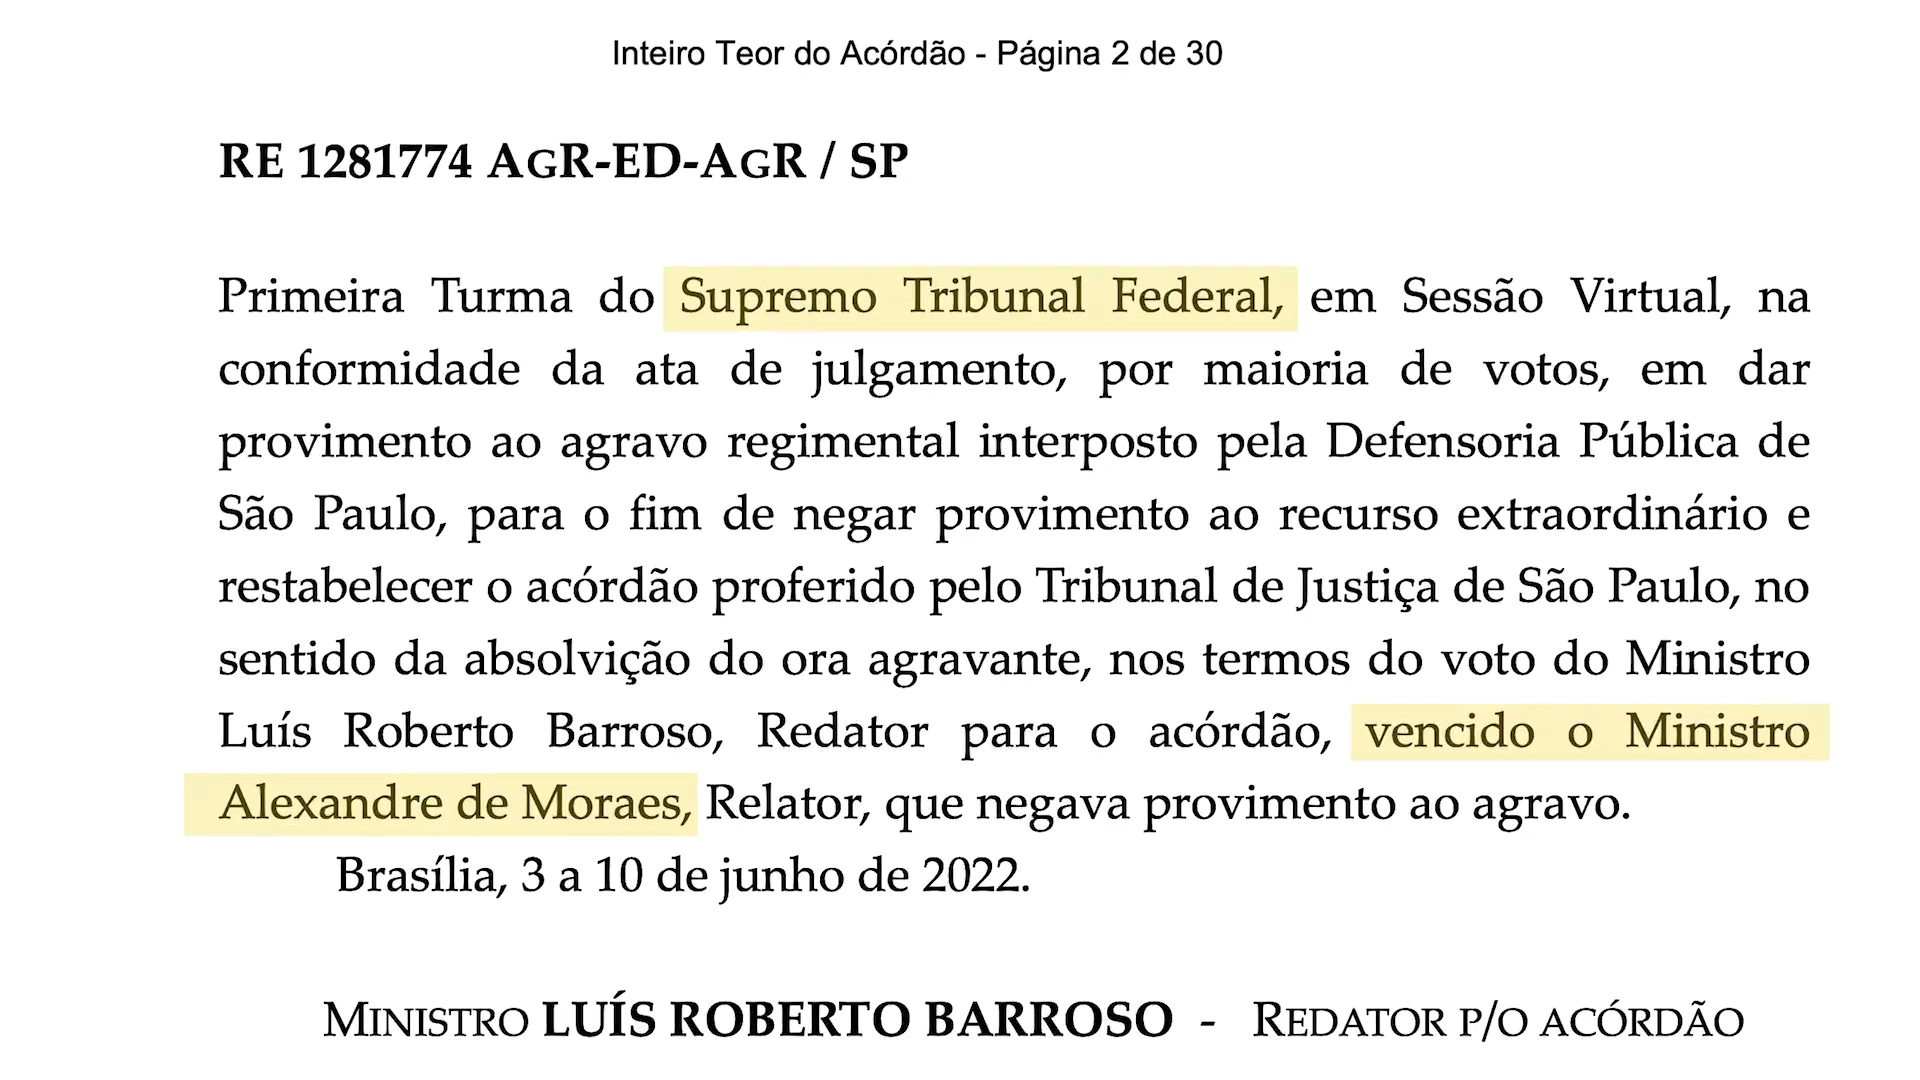 Inteiro Teor do Acórdão - Página 2 de 30
RE 1281774 AGR-ED-AGR / SP
Primeira Turma do Supremo Tribunal Federal, em Sessão Virtual, na
conformidade da ata de julgamento, por maioria de votos, em dar
provimento ao agravo regimental interposto pela Defensoria Pública de
São Paulo, para o fim de negar provimento ao recurso extraordinário e
restabelecer o acórdão proferido pelo Tribunal de Justiça de São Paulo, no
sentido da absolvição do ora agravante, nos termos do voto do Ministro
Luís Roberto Barroso, Redator para o acórdão, vencido o Ministro
Alexandre de Moraes, Relator, que negava provimento ao agravo.
Brasília, 3 a 10 de junho de 2022.
MINISTRO LUÍS ROBERTO BARROSO - REDATOR P/O ACÓRDÃO